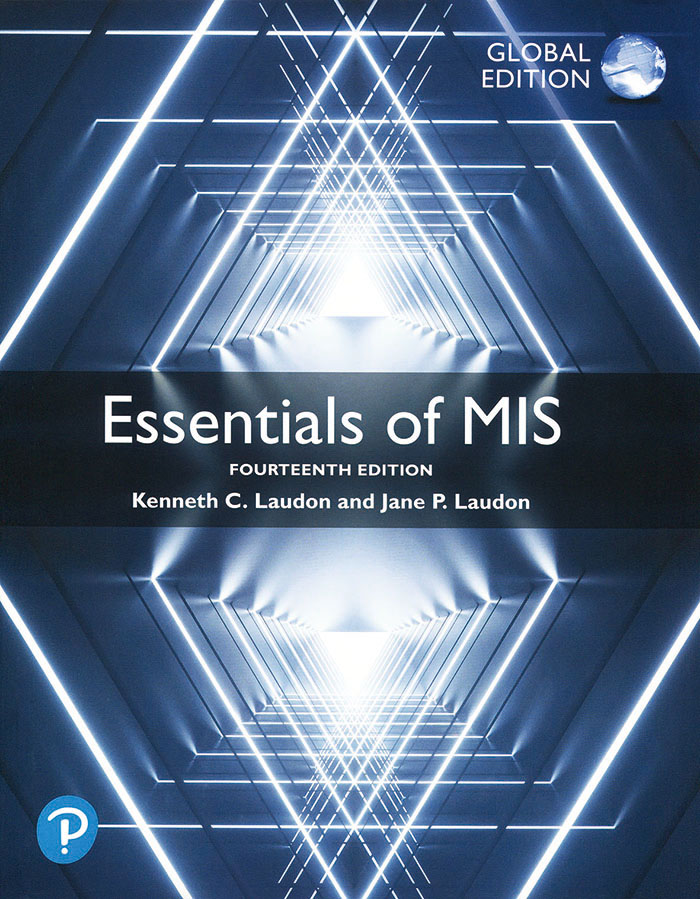 GLOBAL
EDITION
Essentials of MIS
FOURTEENTH EDITION
Kenneth C. Laudon and Jane P. Laudon
P